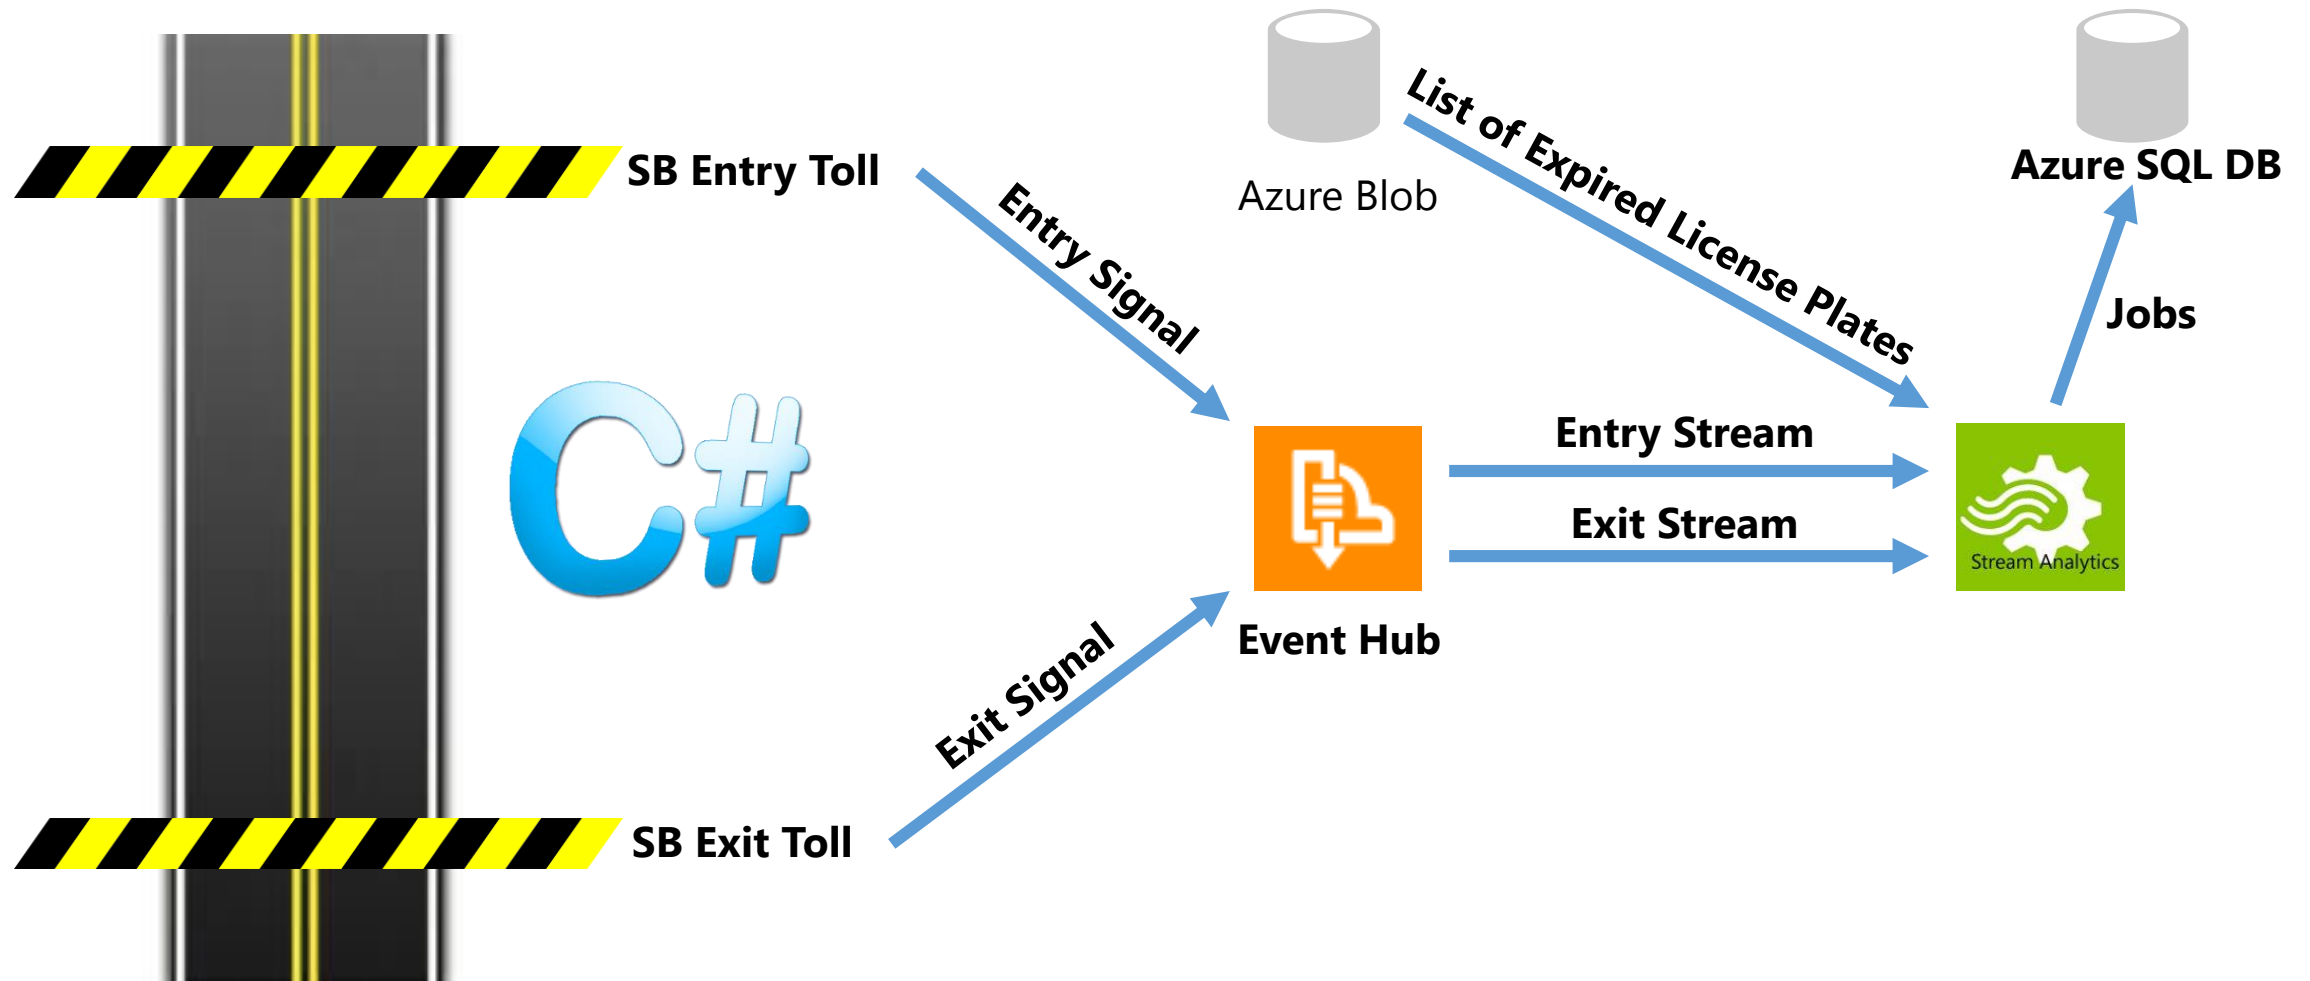 SB Entry Toll
Entry Signal
Azure Blob
List of Expired License Plates
Azure SQL DB
Jobs
C#
Entry Stream
Exit Stream
Stream Analytics
Event Hub
Exit Signal
SB Exit Toll